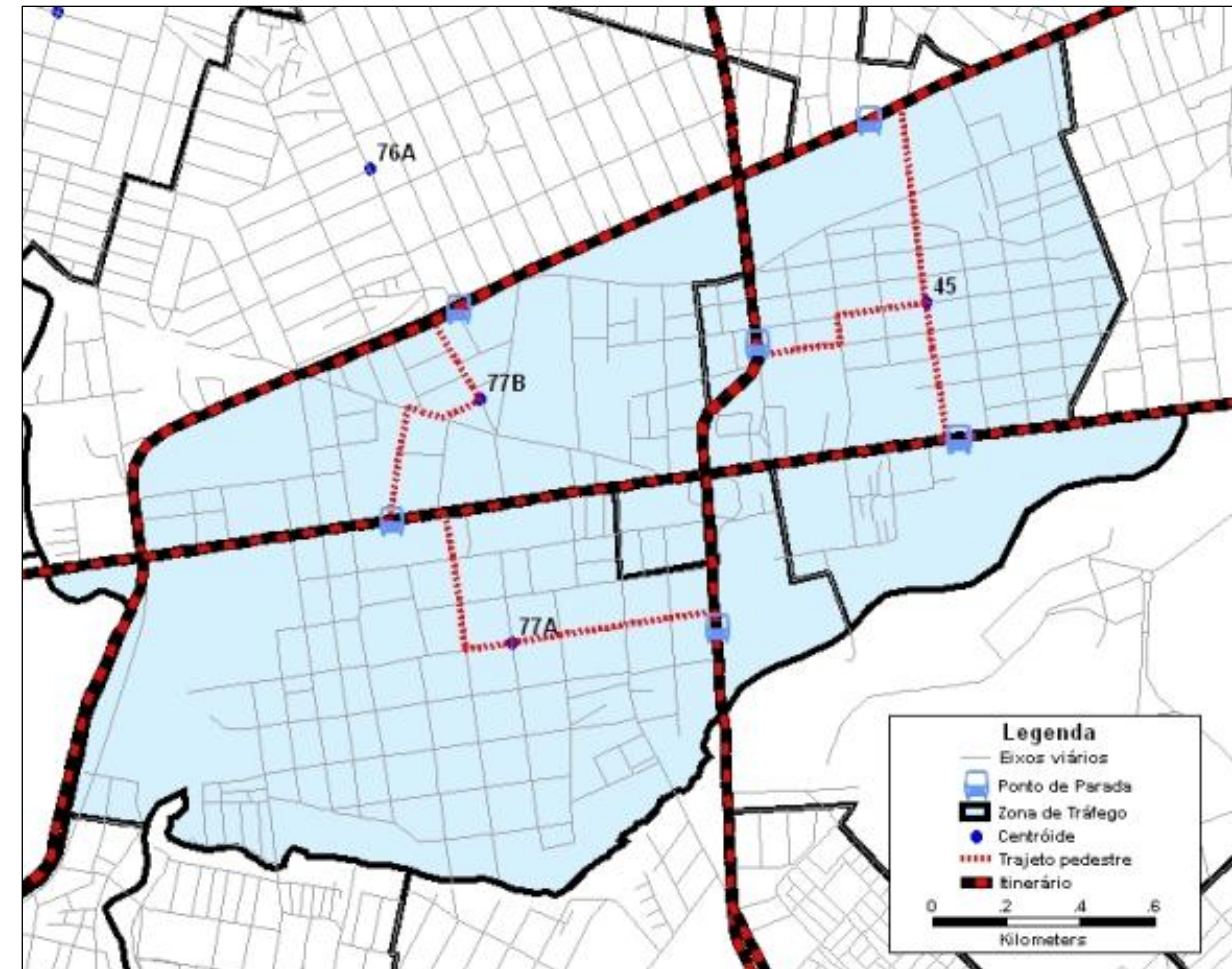 76A
45
77B
77A
Legenda
Eixos viários
Ponto de Parada
Zona de Tráfego
Centróide
Trajeto pedestre
Itinerário
0 .2 .4 .6
Kilometers